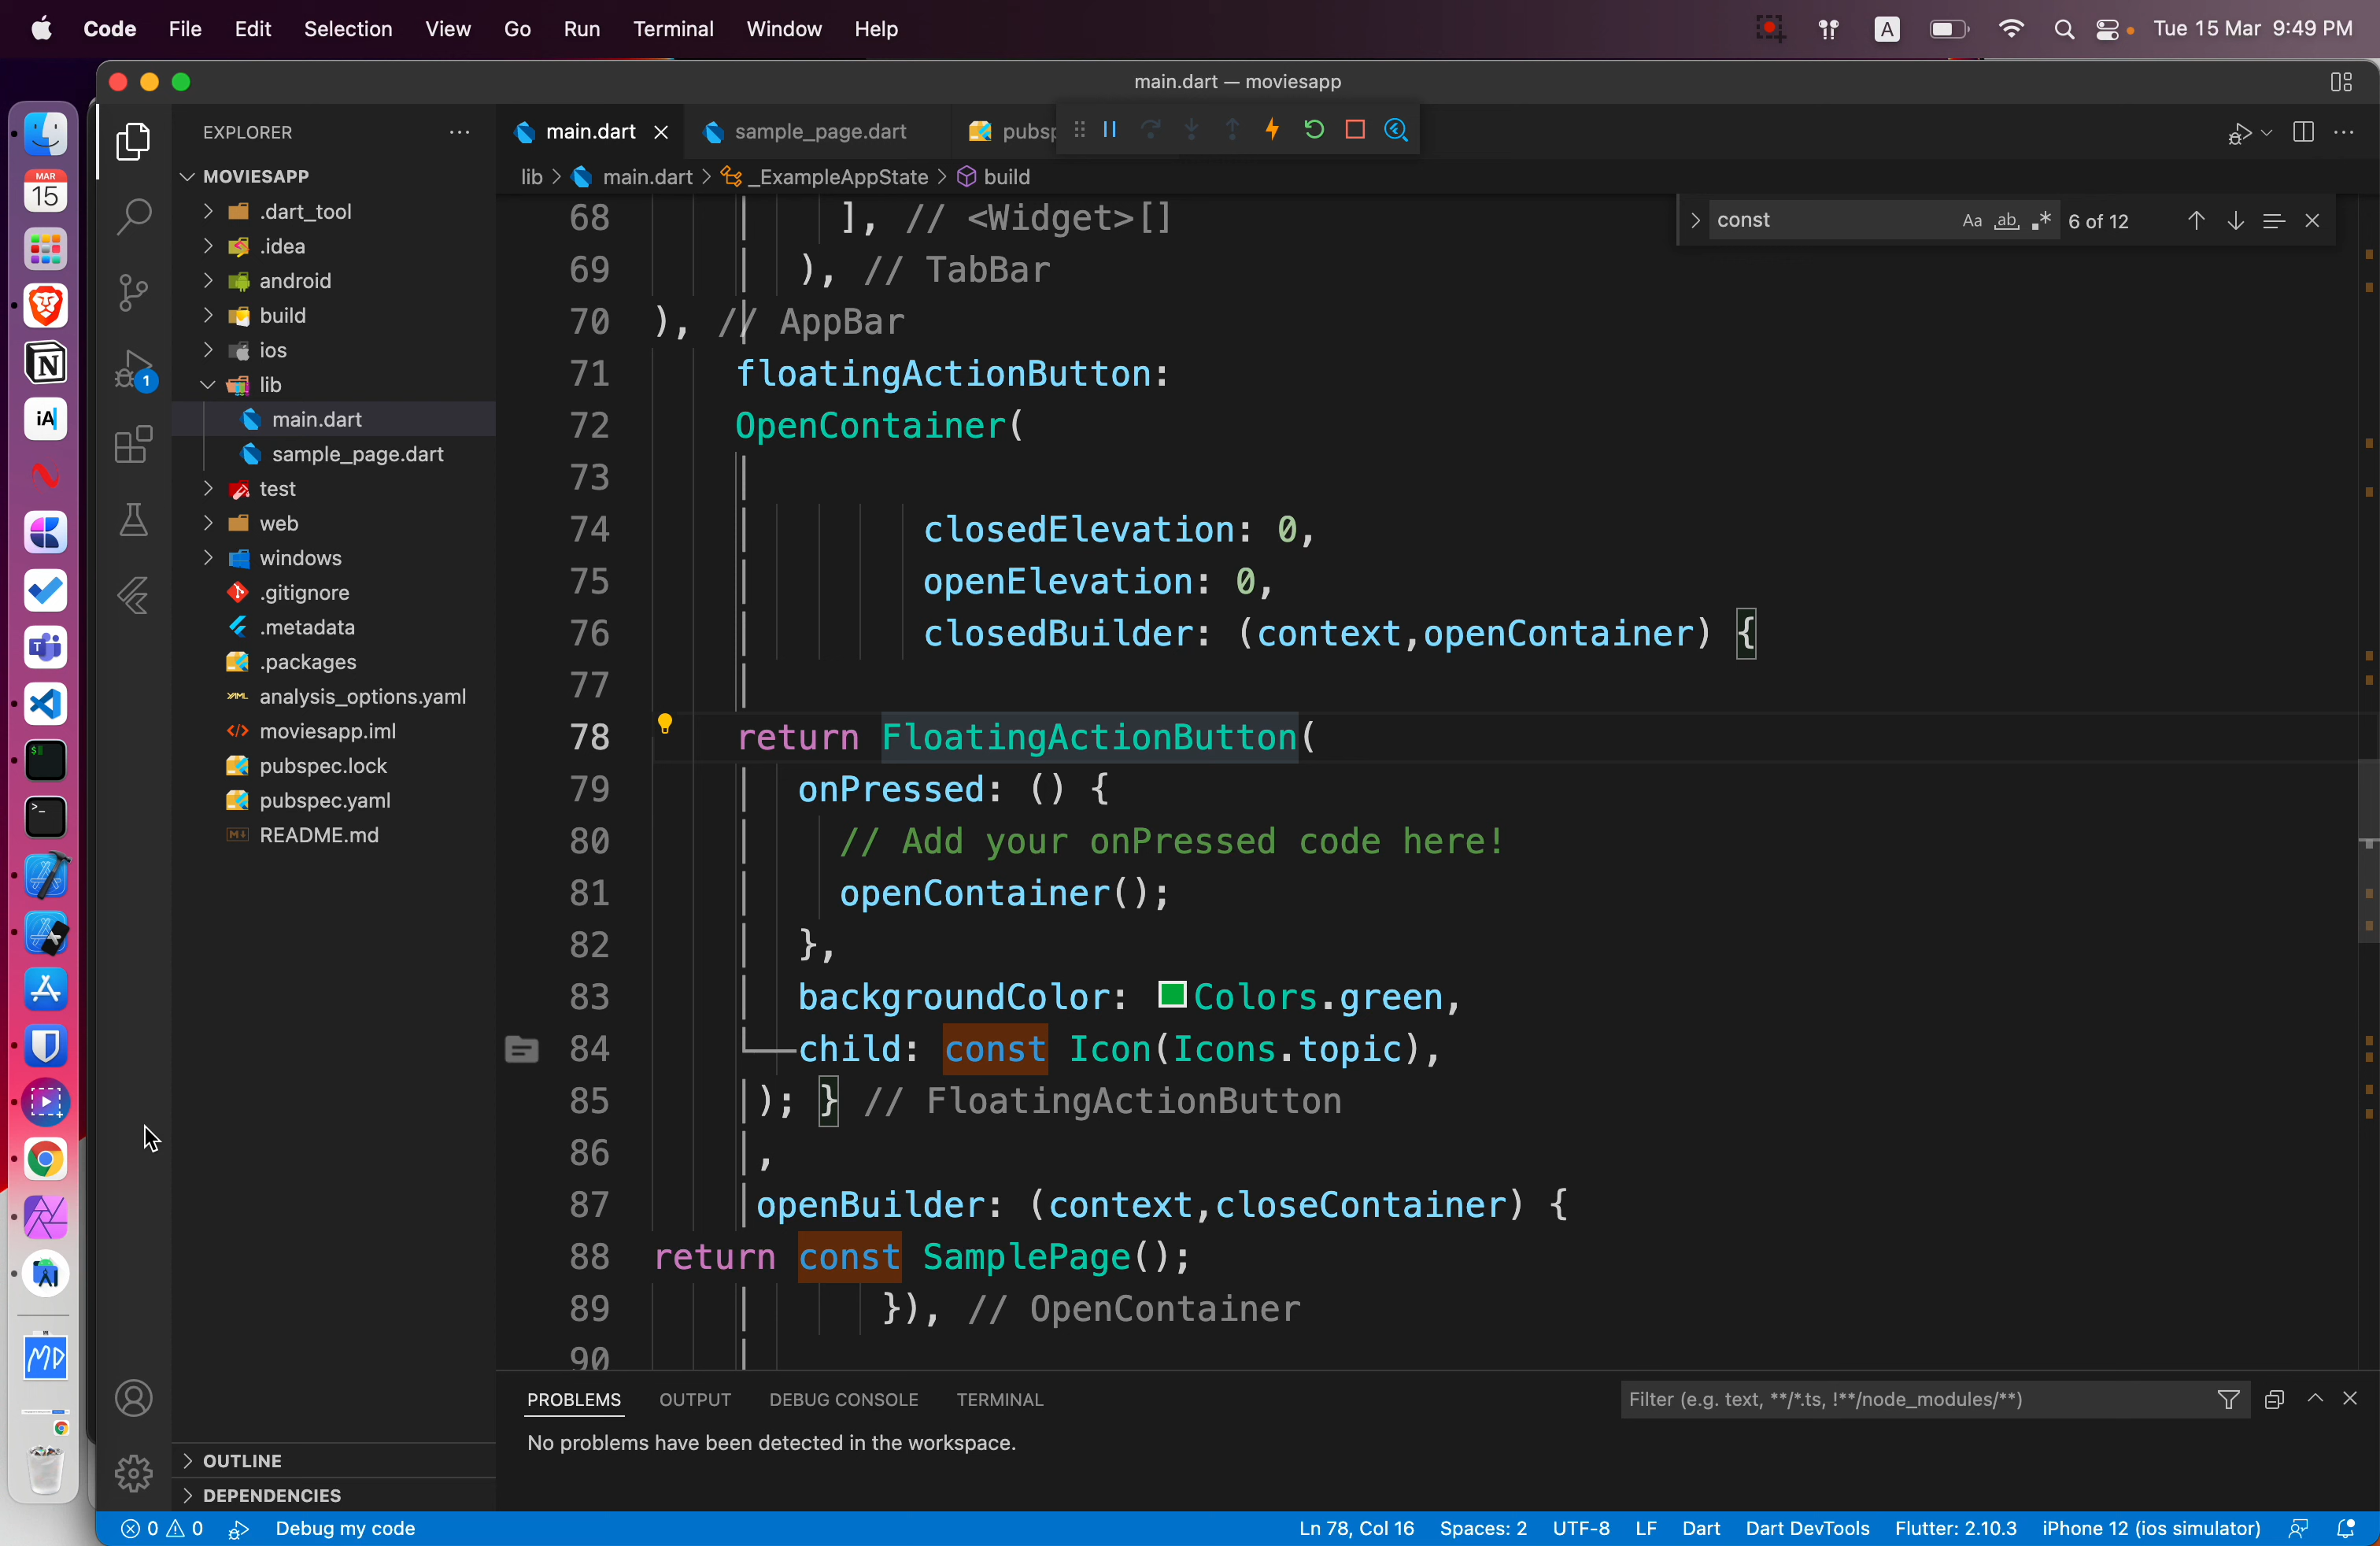 Code File Edit Selection View Go Run Terminal Window Help
A Tue 15 Mar 9:49 PM
main.dart — moviesapp
MAR
15
iA
$
>_
MD
EXPLORER
MOVIESAPP
.dart_tool
.idea
android
build
ios
lib
main.dart
sample_page.dart
test
web
windows
.gitignore
.metadata
.packages
analysis_options.yaml
moviesapp.iml
pubspec.lock
pubspec.yaml
README.md
OUTLINE
DEPENDENCIES
1
main.dart sample_page.dart pubsp
lib > main.dart > _ExampleAppState > build
const Aa ab .* 6 of 12
68 ], // <Widget>[]
69 ), // TabBar
70 ), // AppBar
71 floatingActionButton:
72 OpenContainer(
73
74 closedElevation: 0,
75 openElevation: 0,
76 closedBuilder: (context,openContainer) {
77
78 return FloatingActionButton(
79 onPressed: () {
80 // Add your onPressed code here!
81 openContainer();
82 },
83 backgroundColor: Colors.green,
84 child: const Icon(Icons.topic),
85 ); } // FloatingActionButton
86 ,
87 openBuilder: (context,closeContainer) {
88 return const SamplePage();
89 }), // OpenContainer
90
PROBLEMS OUTPUT DEBUG CONSOLE TERMINAL
Filter (e.g. text, **/*.ts, !**/node_modules/**)
No problems have been detected in the workspace.
0 0 Debug my code
Ln 78, Col 16 Spaces: 2 UTF-8 LF Dart Dart DevTools Flutter: 2.10.3 iPhone 12 (ios simulator)